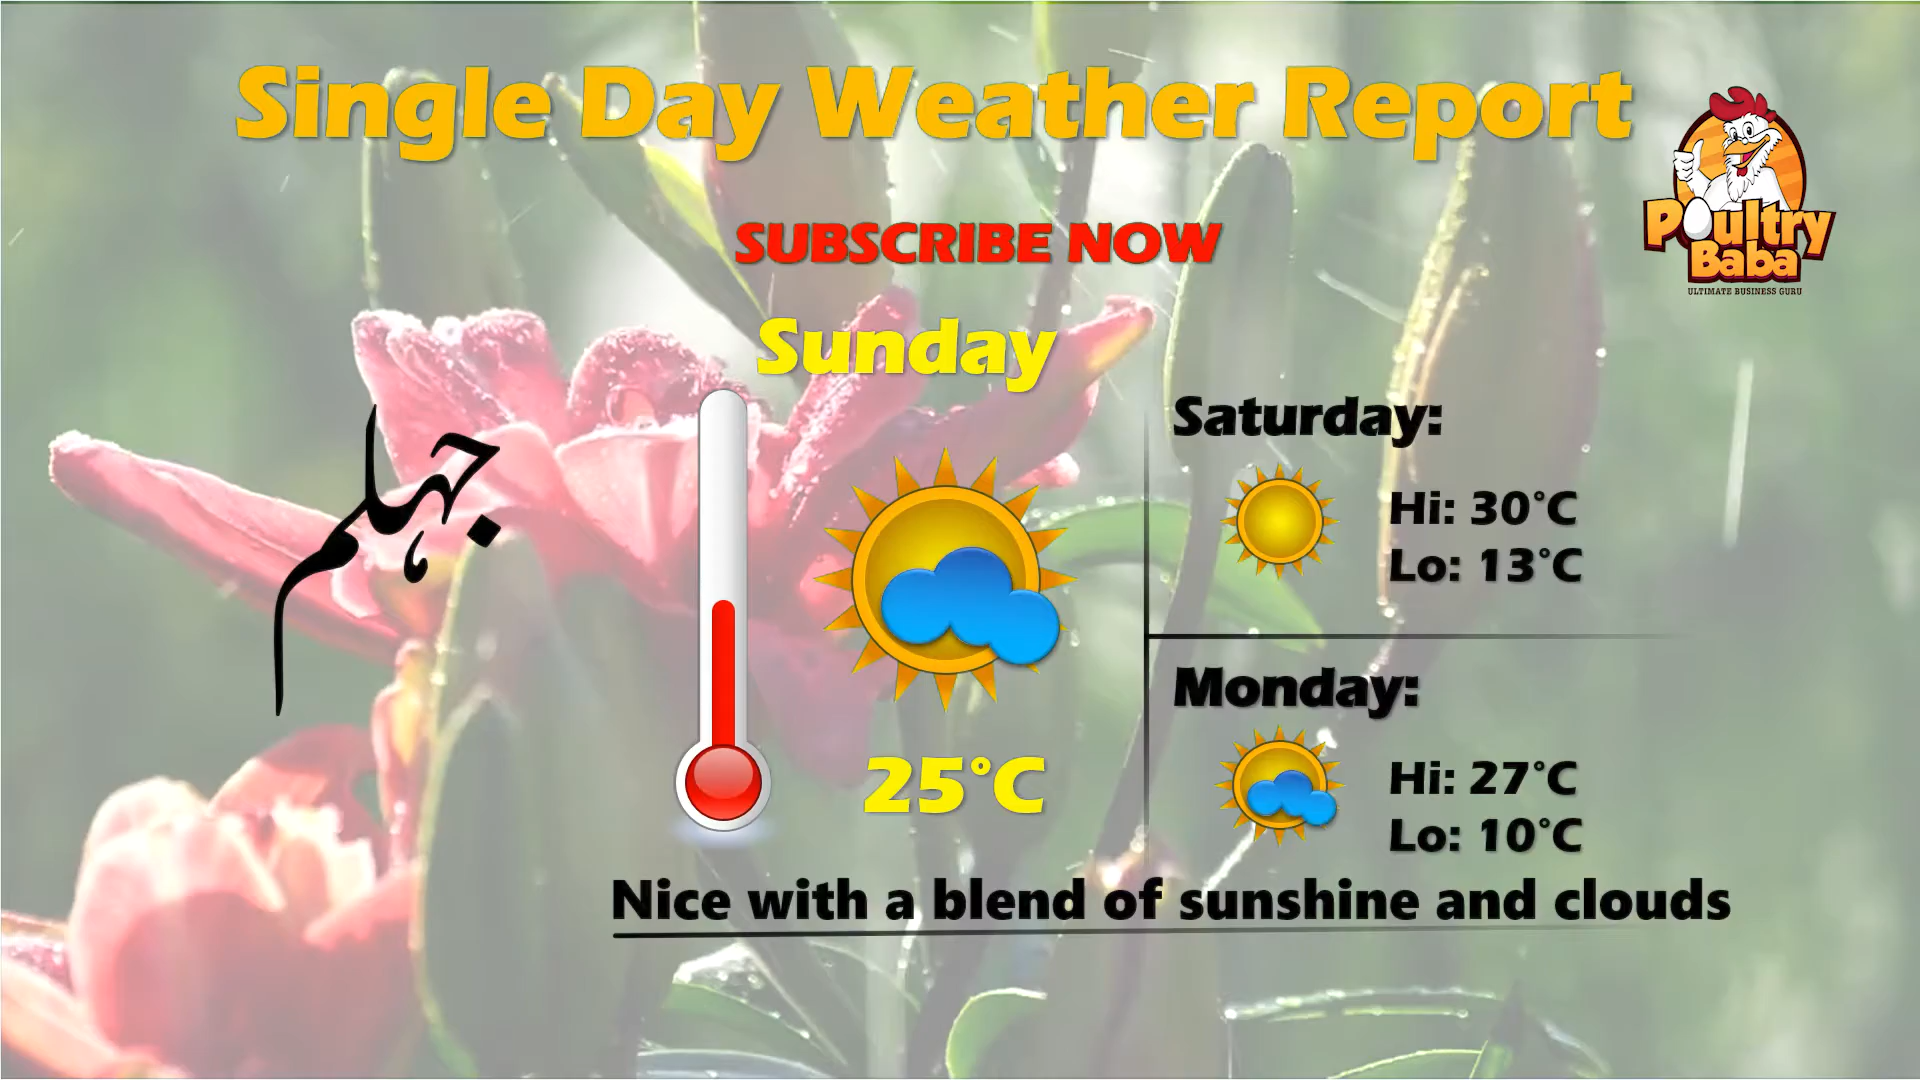 Single Day Weather Report
Poultry
Baba
ULTIMATE BUSINESS GURU
SUBSCRIBE NOW
Sunday
جہلم
25°C
Saturday:
Hi: 30°C
Lo: 13°C
Monday:
Hi: 27°C
Lo: 10°C
Nice with a blend of sunshine and clouds